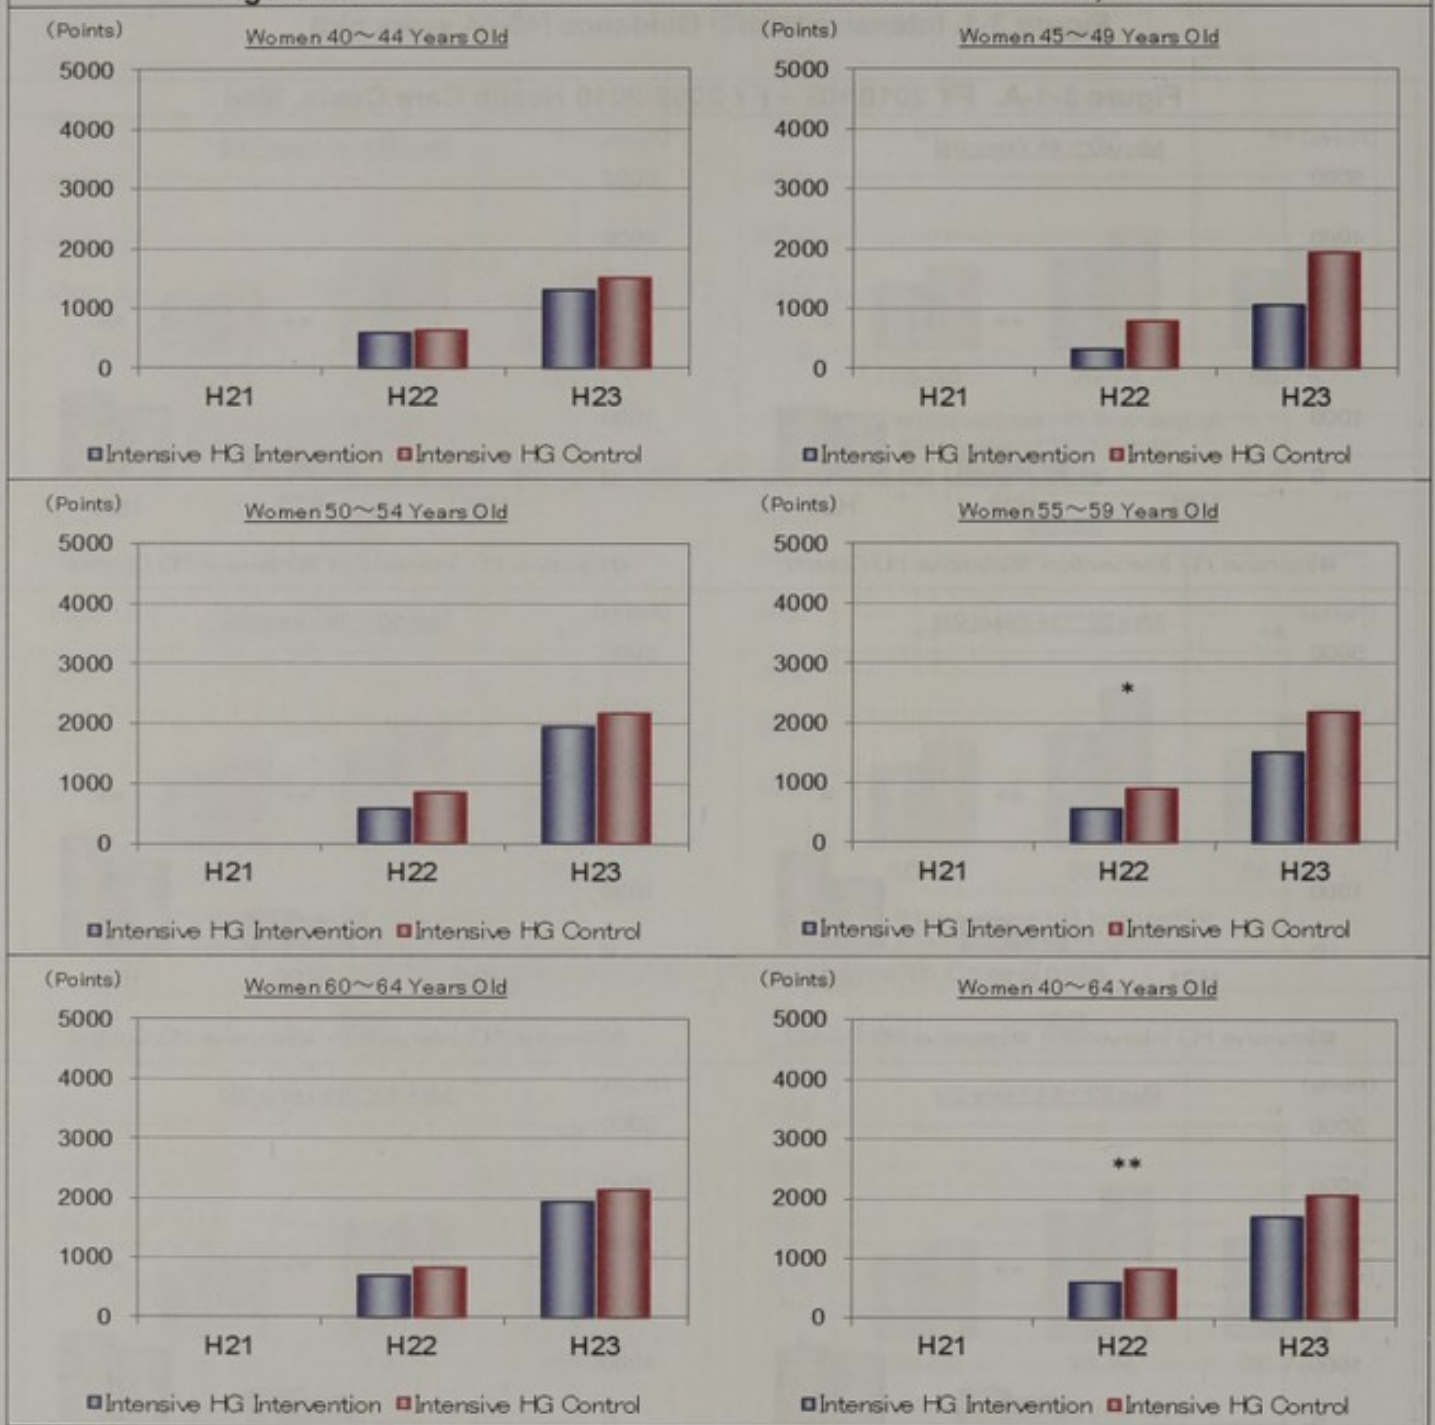 (Points)
Women 40～44 Years Old
5000
4000
3000
2000
1000
0
H21 H22 H23
Intensive HG Intervention Intensive HG Control
(Points)
Women 45～49 Years Old
5000
4000
3000
2000
1000
0
H21 H22 H23
Intensive HG Intervention Intensive HG Control
(Points)
Women 50～54 Years Old
5000
4000
3000
2000
1000
0
H21 H22 H23
Intensive HG Intervention Intensive HG Control
(Points)
Women 55～59 Years Old
5000
4000
3000
*
2000
1000
0
H21 H22 H23
Intensive HG Intervention Intensive HG Control
(Points)
Women 60～64 Years Old
5000
4000
3000
2000
1000
0
H21 H22 H23
Intensive HG Intervention Intensive HG Control
(Points)
Women 40～64 Years Old
5000
4000
3000
**
2000
1000
0
H21 H22 H23
Intensive HG Intervention Intensive HG Control